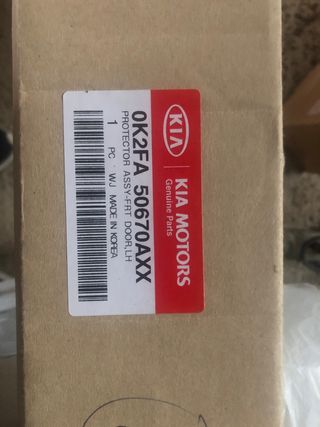 KIA
KIA MOTORS
Genuine Parts
0K2FA 50670AXX
PROTECTOR ASSY-FRT DOOR,LH
1 PC WJ MADE IN KOREA